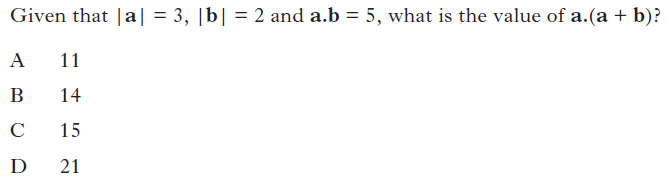 Given that |a| = 3, |b| = 2 and a.b = 5, what is the value of a.(a + b)?
A 11
B 14
C 15
D 21